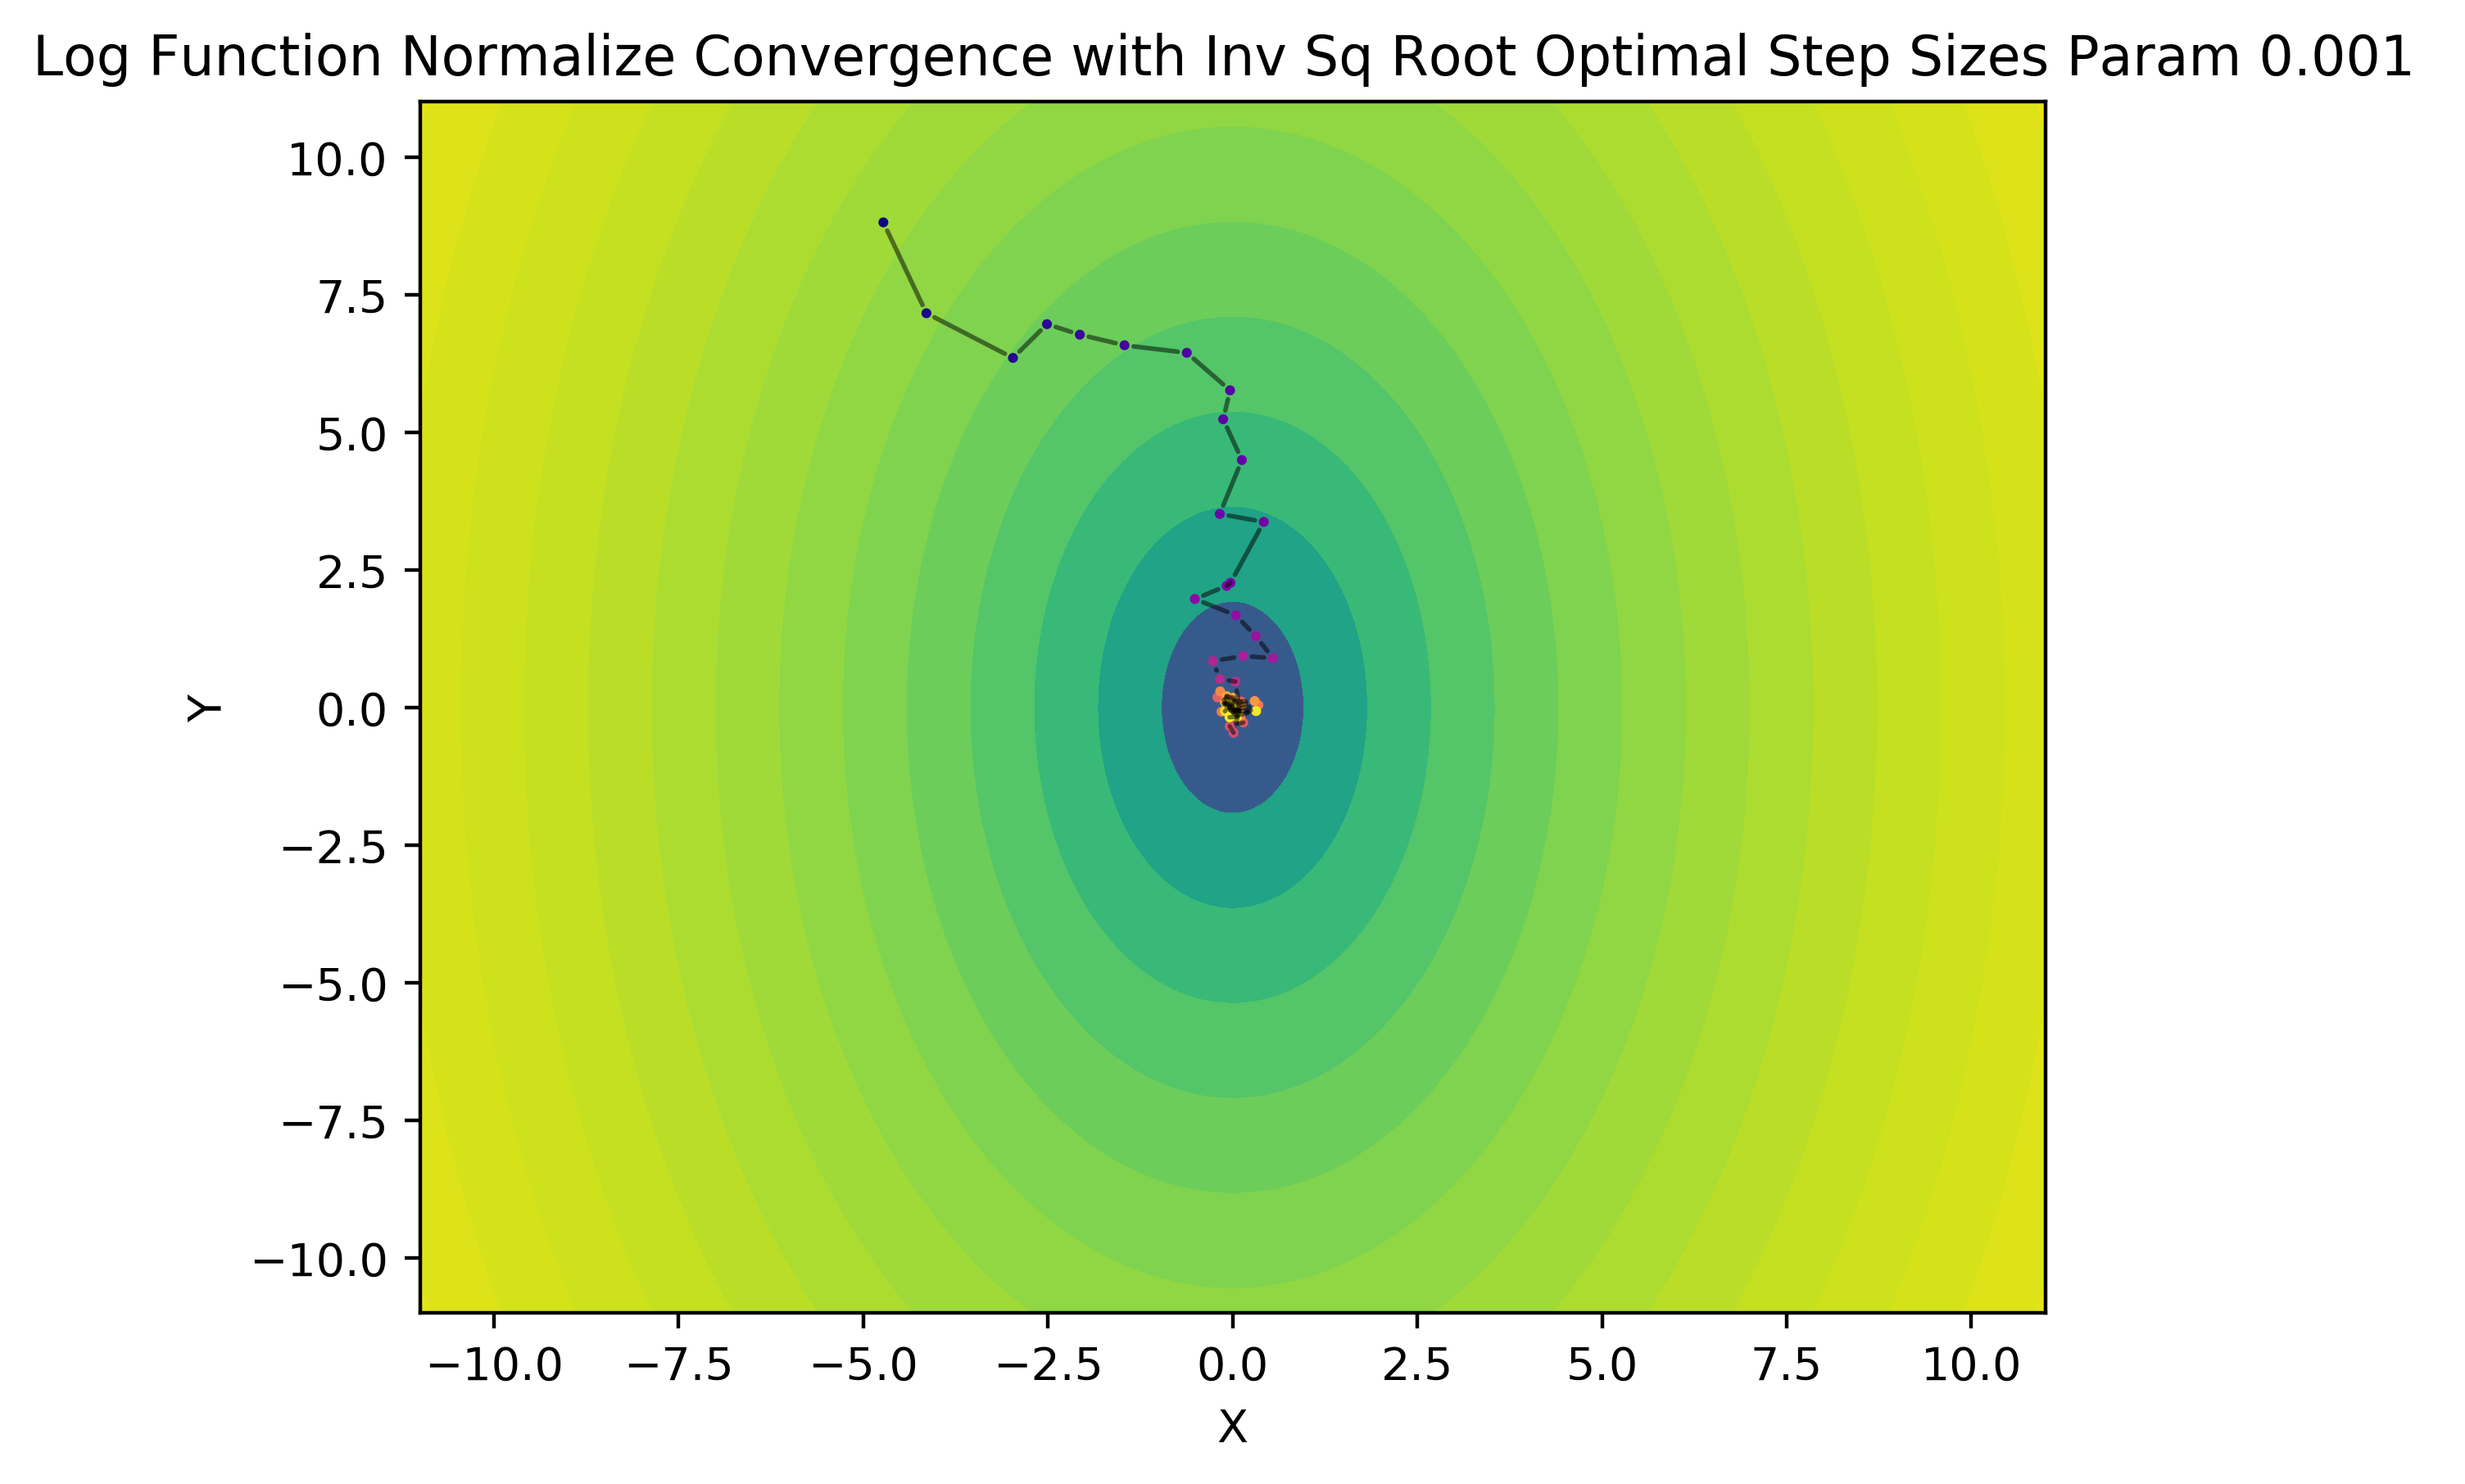 Log Function Normalize Convergence with Inv Sq Root Optimal Step Sizes Param 0.001
10.0
7.5
5.0
2.5
0.0
−2.5
−5.0
−7.5
−10.0
Y
−10.0 −7.5 −5.0 −2.5 0.0 2.5 5.0 7.5 10.0
X